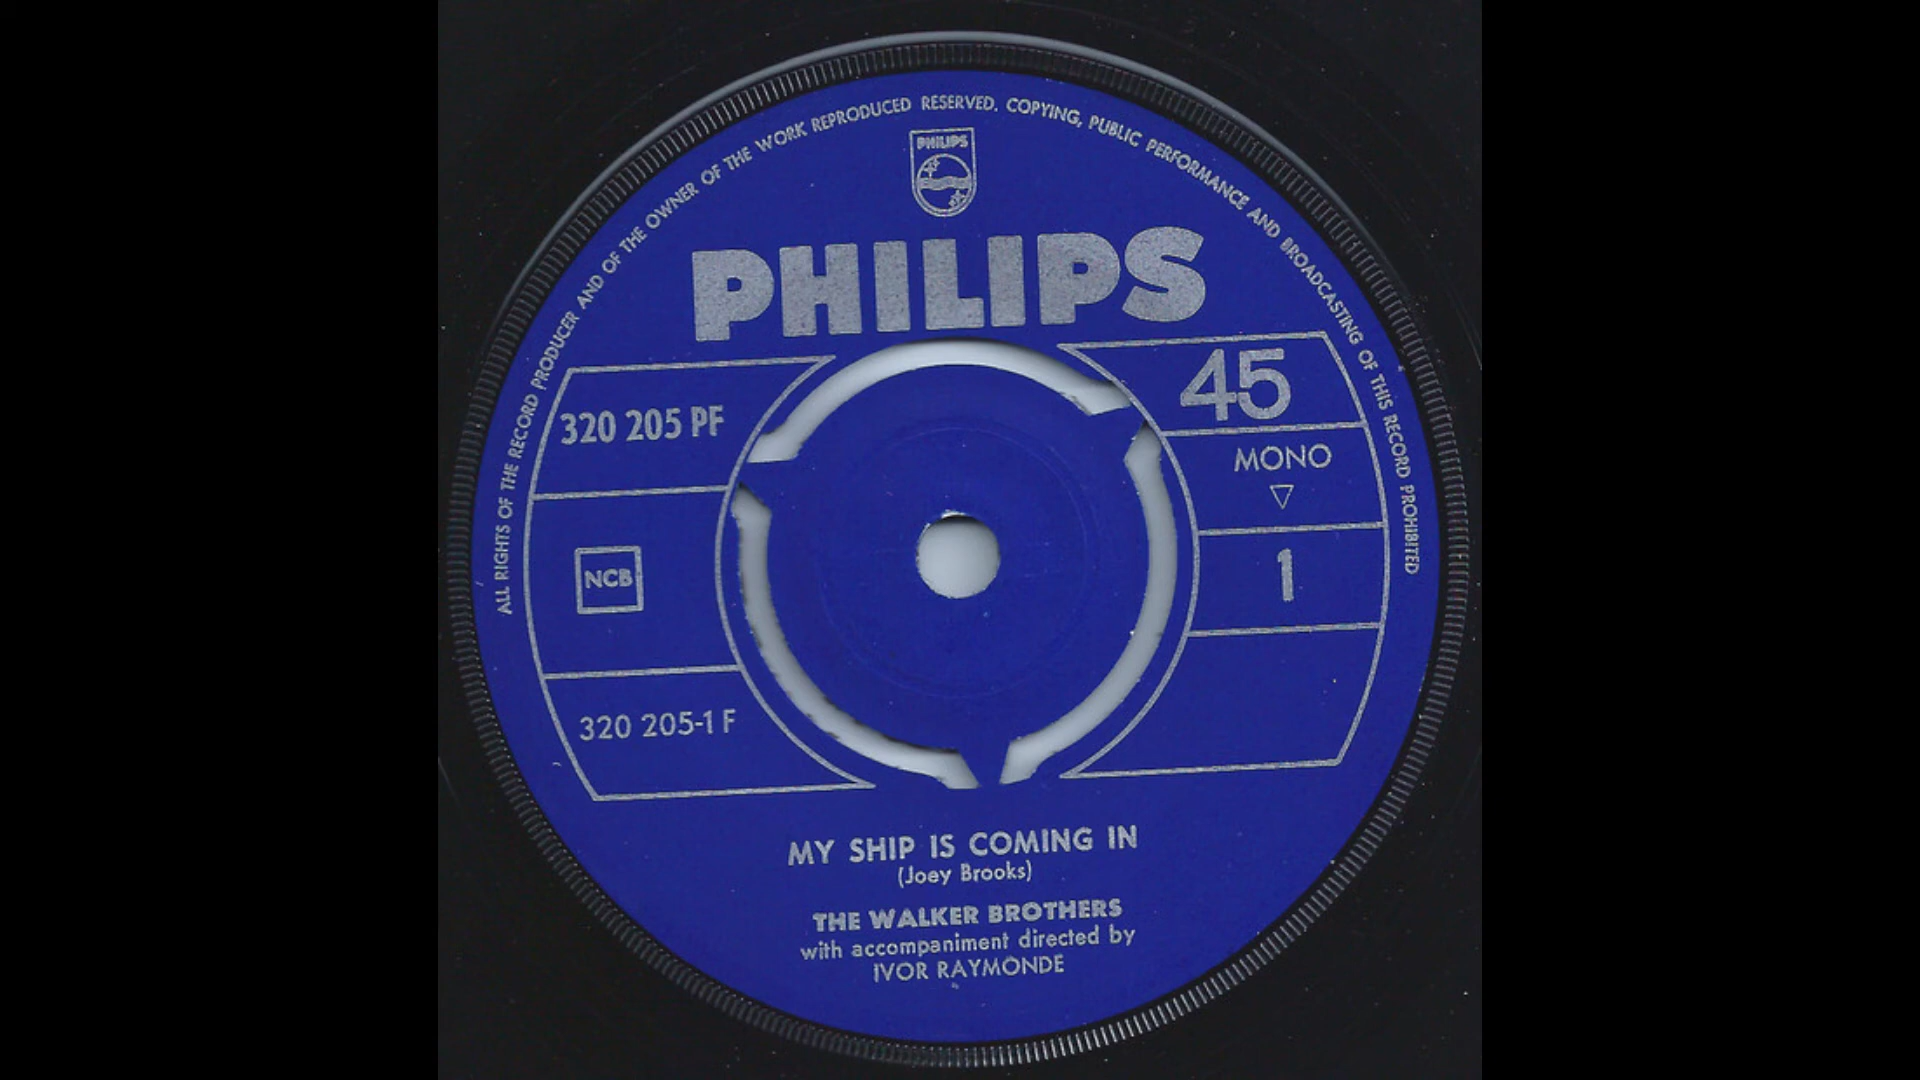 ALL RIGHTS OF THE RECORD PRODUCER AND OF THE OWNER OF THE WORK REPRODUCED RESERVED. COPYING, PUBLIC PERFORMANCE AND BROADCASTING OF THIS RECORD PROHIBITED
PHILIPS
PHILIPS
320 205 PF
45
MONO
NCB
1
320 205-1 F
MY SHIP IS COMING IN
(Joey Brooks)
THE WALKER BROTHERS
with accompaniment directed by
IVOR RAYMONDE